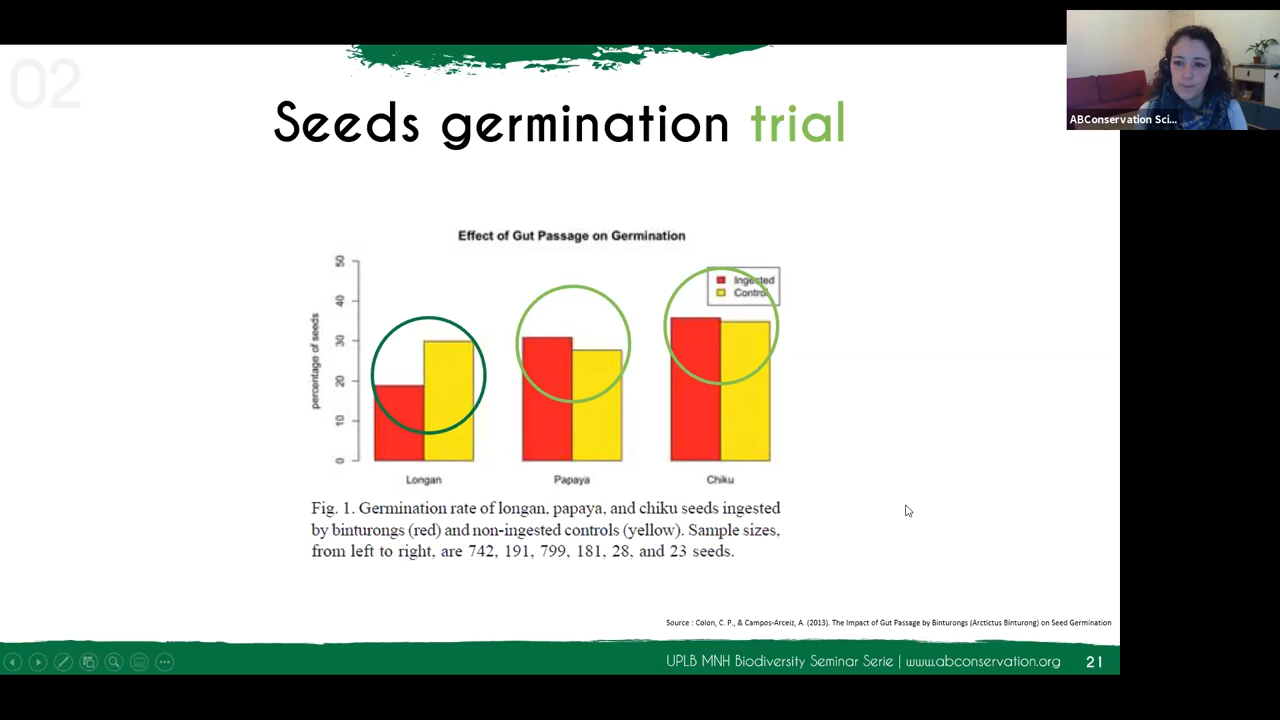 02
ABConservation Sci...
Seeds germination trial
Effect of Gut Passage on Germination
Ingested
Control
percentage of seeds
50
40
30
20
10
0
Longan
Papaya
Chiku
Fig. 1. Germination rate of longan, papaya, and chiku seeds ingested
by binturongs (red) and non-ingested controls (yellow). Sample sizes,
from left to right, are 742, 191, 799, 181, 28, and 23 seeds.
Source : Colon, C. P., & Campos-Arceiz, A. (2013). The Impact of Gut Passage by Binturongs (Arctictus Binturong) on Seed Germination
UPLB MNH Biodiversity Seminar Serie | www.abconservation.org
21